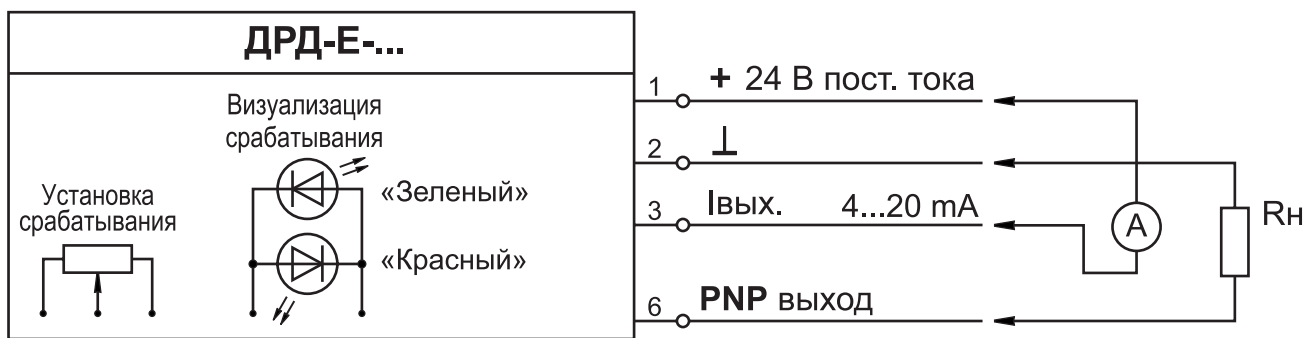 ДРД-Е-...
1 + 24 В пост. тока
Визуализация
срабатывания
2 ⊥
«Зеленый»
Установка
срабатывания
3 Iвых. 4...20 mA
A
Rн
«Красный»
6 PNP выход